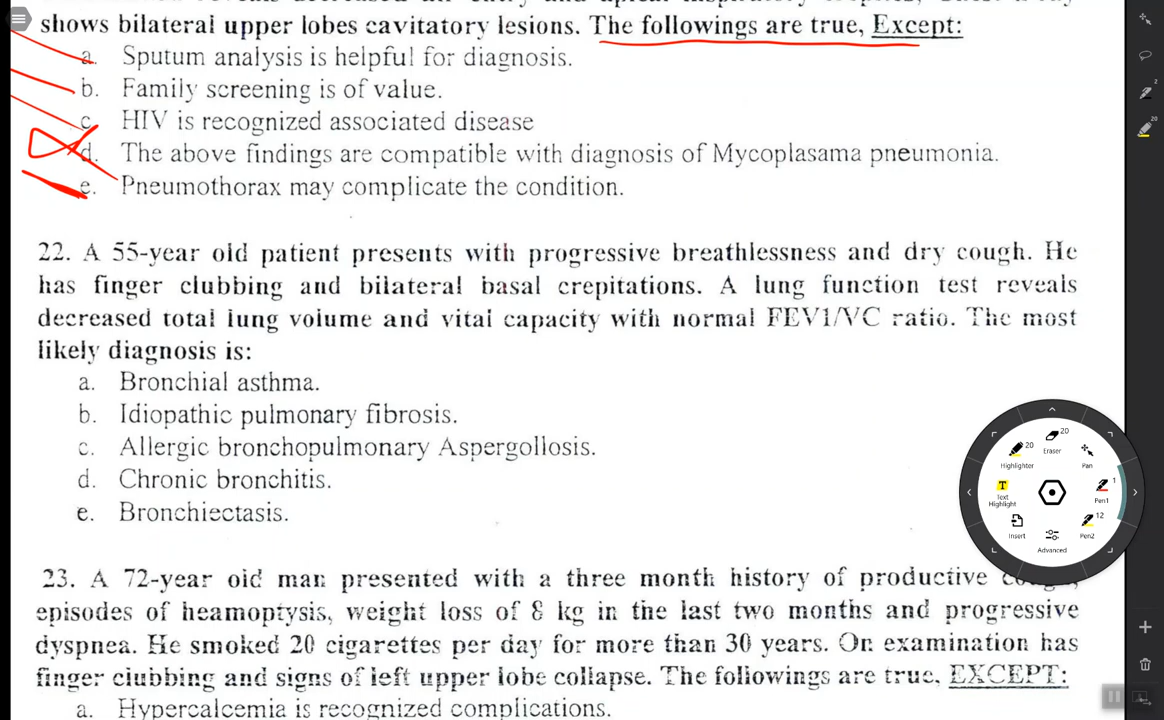 shows bilateral upper lobes cavitatory lesions. The followings are true, Except:
a. Sputum analysis is helpful for diagnosis.
b. Family screening is of value.
c. HIV is recognized associated disease
d. The above findings are compatible with diagnosis of Mycoplasama pneumonia.
e. Pneumothorax may complicate the condition.
22. A 55-year old patient presents with progressive breathlessness and dry cough. He
has finger clubbing and bilateral basal crepitations. A lung function test reveals
decreased total lung volume and vital capacity with normal FEV1/VC ratio. The most
likely diagnosis is:
a. Bronchial asthma.
b. Idiopathic pulmonary fibrosis.
c. Allergic bronchopulmonary Aspergollosis.
d. Chronic bronchitis.
e. Bronchiectasis.
23. A 72-year old man presented with a three month history of productive
episodes of heamoptysis, weight loss of 8 kg in the last two months and progressive
dyspnea. He smoked 20 cigarettes per day for more than 30 years. On examination has
finger clubbing and signs of left upper lobe collapse. The followings are true, EXCEPT:
a. Hypercalcemia is recognized complications.
20
Eraser
20
Highlighter
Pan
T
Text
Highlight
1
Pen1
Insert
12
Pen2
Advanced
2
20